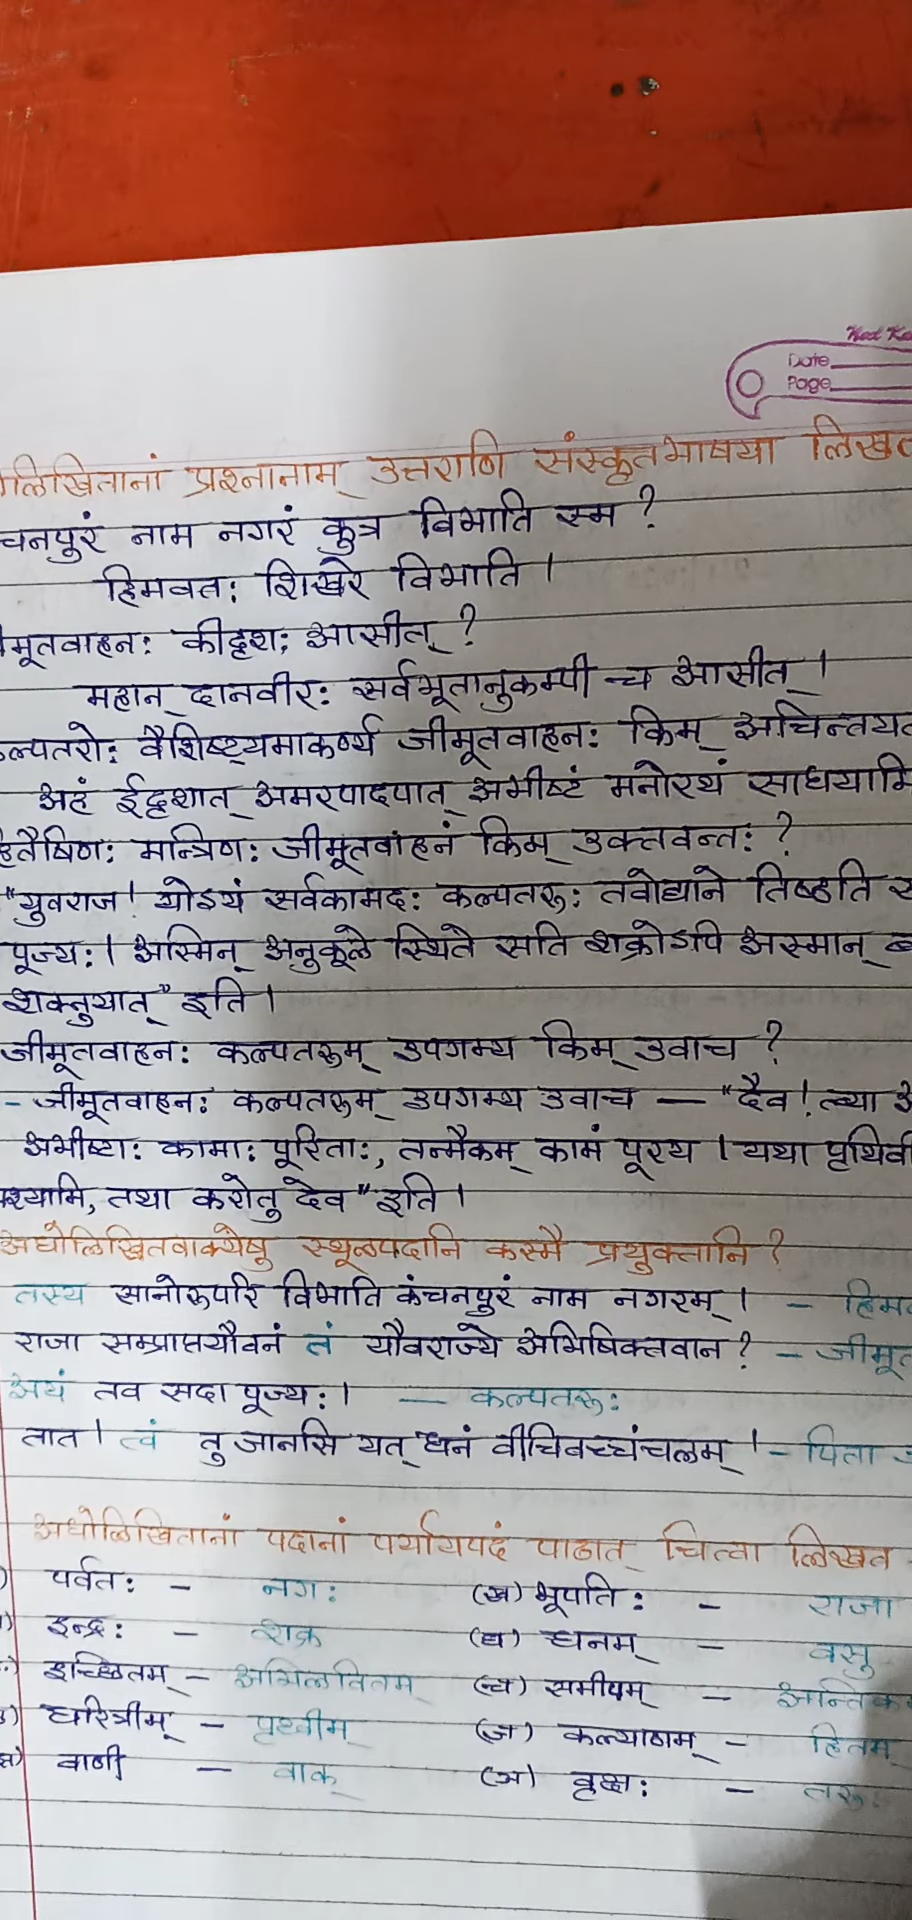 Date
Page
लिखितानां प्रश्नानाम् उत्तराणि संस्कृतभाषया लिखत
चनपुरं नाम नगरं कुत्र विभाति स्म ?
हिमवतः शिखरे विभाति ।
मूतवाहनः कीदृशः आसीत् ?
महान् दानवीरः सर्वभूतानुकम्पी च आसीत् ।
ल्पतरोः वैशिष्ट्यमाकर्ण्य जीमूतवाहनः किम् अचिन्तयत
अहं ईदृशात् अमरपादपात् अभीष्टं मनोरथं साधयामि
हितैषिणः मन्त्रिणः जीमूतवाहनं किम् उक्तवन्तः ?
"युवराज ! योऽयं सर्वकामदः कल्पतरुः तवोद्याने तिष्ठति स
पूज्यः । अस्मिन् अनुकूले स्थिते सति शक्रोऽपि अस्मान्
शक्नुयात्" इति ।
जीमूतवाहनः कल्पतरुम् उपगम्य किम् उवाच ?
- जीमूतवाहनः कल्पतरुम् उपगम्य उवाच — "देव ! त्वया अ
अभीष्टाः कामाः पूरिताः, तन्मैकम् कामं पूरय । यथा पृथिवी
श्यामि, तथा करोतु देव" इति ।
अधोलिखितवाक्येषु स्थूलपदानि कस्मै प्रयुक्तानि ?
तस्य सानोरुपरि विभाति कंचनपुरं नाम नगरम् । - हिम
राजा सम्प्राप्तयौवनं तं यौवराज्ये अभिषिक्तवान ? - जीमूत
अयं तव सदा पूज्यः । — कल्पतरुः
तात ! त्वं तु जानासि यत् धनं वीचिवच्चंचलम् ! - पिता
अधोलिखितानां पदानां पर्यायपदं पाठात् चित्वा लिखत
पर्वतः - नगः (ख) भूपतिः - राजा
इन्द्रः - शक्र (घ) धनम् - वसु
इच्छितम् - अभिलषितम् (च) समीपम् - अन्तिक
धरित्रीम् - पृथ्वीम् (ज) कल्याणम् - हितम्
वाणी - वाक् (ञ) वृक्षः - तरुः